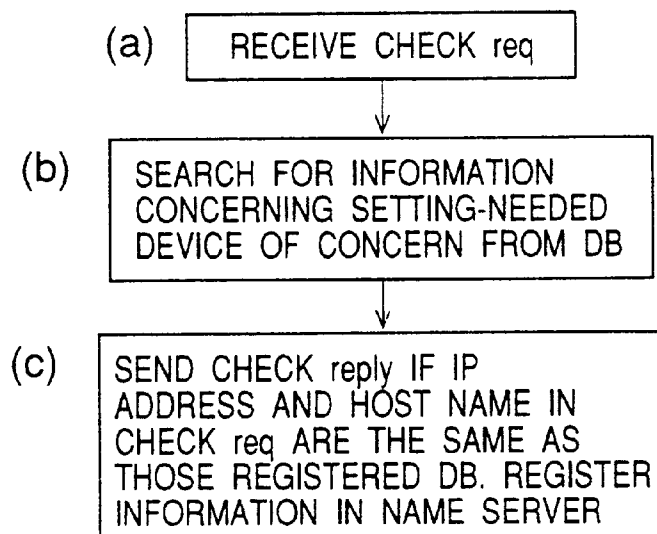 (a) RECEIVE CHECK req
(b)
SEARCH FOR INFORMATION
CONCERNING SETTING-NEEDED
DEVICE OF CONCERN FROM DB
(c)
SEND CHECK reply IF IP
ADDRESS AND HOST NAME IN
CHECK req ARE THE SAME AS
THOSE REGISTERED DB. REGISTER
INFORMATION IN NAME SERVER